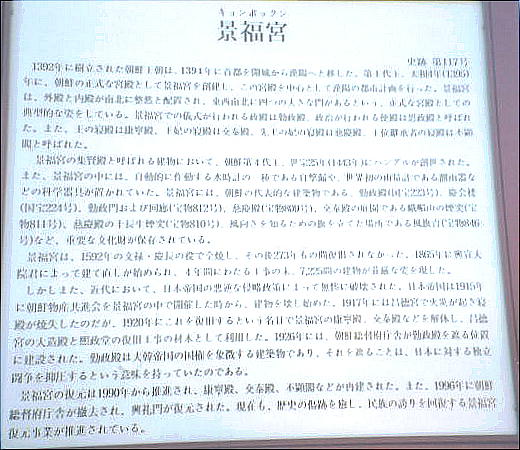 キョンボックン
景福宮
史跡 第117号
1392年に樹立された朝鮮王朝は、1394年に首都を開城から漢陽へと移した。第1代王、太祖4年(1395)
年に、朝鮮の正式な宮殿として景福宮を創建し、この宮殿を中心として漢陽の都市計画を行った。景福宮
は、外殿と内殿が南北に整然と配置され、東西南北に四つの大きな門があるという、正式な宮殿としての
典型的な姿をしている。景福宮での儀式が行われる政殿は勤政殿、政治が行われる便殿は思政殿と呼ばれ
た。また、王の寝殿は康寧殿、王妃の寝殿は交泰殿、先王の妃の寝殿は慈慶殿、上位継承者の寝殿は丕顕
閣と呼ばれた。
景福宮の集賢殿と呼ばれる建物において、朝鮮第4代王、世宗25年(1443年)にハングルが創製された。
また、景福宮の中には、自動的に作動する水時計の一種である自撃漏や、世界初の雨量計である測雨器な
どの科学器具が置かれていた。景福宮には、朝鮮の代表的な建築物である、勤政殿(国宝223号)、慶会楼
(国宝224号)、勤政門および回廊(宝物812号)、慈慶殿(宝物809号)、交泰殿の庭園である峨嵋山の煙突(宝
物811号)、慈慶殿の十長生煙突(宝物810号)、風向きを知るための旗を立てた場所である風旗台(宝物846
号)など、重要な文化財が保存されている。
景福宮は、1592年の文禄・慶長の役で全焼し、その後273年もの間復旧されなかった。1865年に興宣大
院君によって建て直しが始められ、4年間にわたる工事の末、7,225間の建物が荘厳な姿を現した。
しかしまた、近代において、日本帝国の悪辣な侵略政策によって無惨に破壊された。日本帝国は1915年
に朝鮮物産共進会を景福宮の中で開催した時から、建物を壊し始めた。1917年には昌徳宮で火災が起き寝
殿が焼失したのだが、1920年にこれを復旧するという名目で景福宮の康寧殿、交泰殿などを解体し、昌徳
宮の大造殿と熙政堂の復旧工事の材木として利用した。1926年には、朝鮮総督府庁舎が勤政殿を遮る位置
に建設された。勤政殿は大韓帝国の国権を象徴する建築物であり、それを遮ることは、日本に対する独立
闘争を抑圧するという意味を持っていたのである。
景福宮の復元は1990年から推進され、康寧殿、交泰殿、丕顕閣などが再建された。また、1996年に朝鮮
総督府庁舎が撤去され、興礼門が復元された。現在も、歴史の傷跡を癒し、民族の誇りを回復する景福宮
復元事業が推進されている。